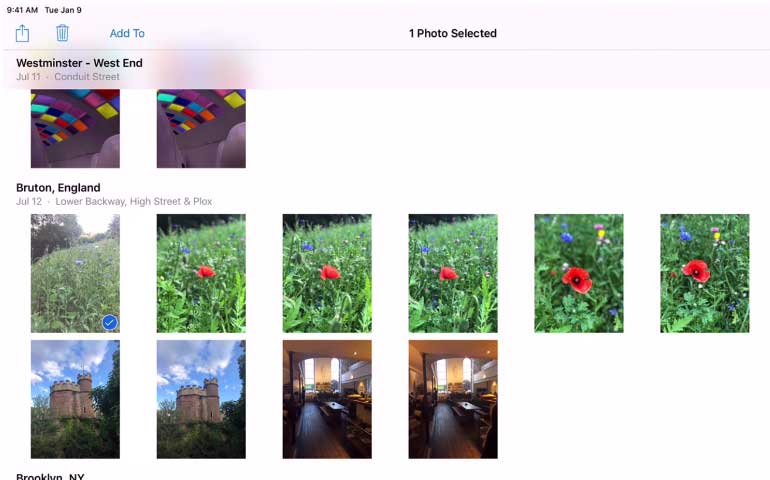 9:41 AM Tue Jan 9
Add To
1 Photo Selected
Westminster - West End
Jul 11 · Conduit Street
Bruton, England
Jul 12 · Lower Backway, High Street & Plox
Brooklyn, NY